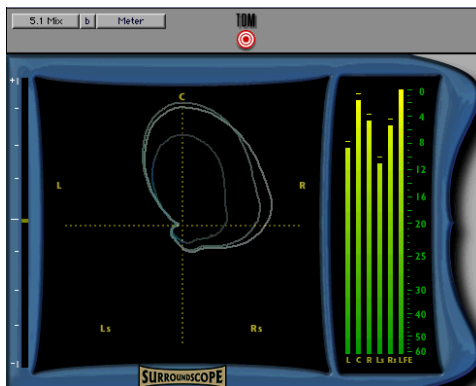 5.1 Mix b Meter
TOM
+1
C
L R
Ls Rs
-1
0
4
8
12
16
20
25
30
40
50
60
L C R Ls Rs LFE
SURROUNDSCOPE